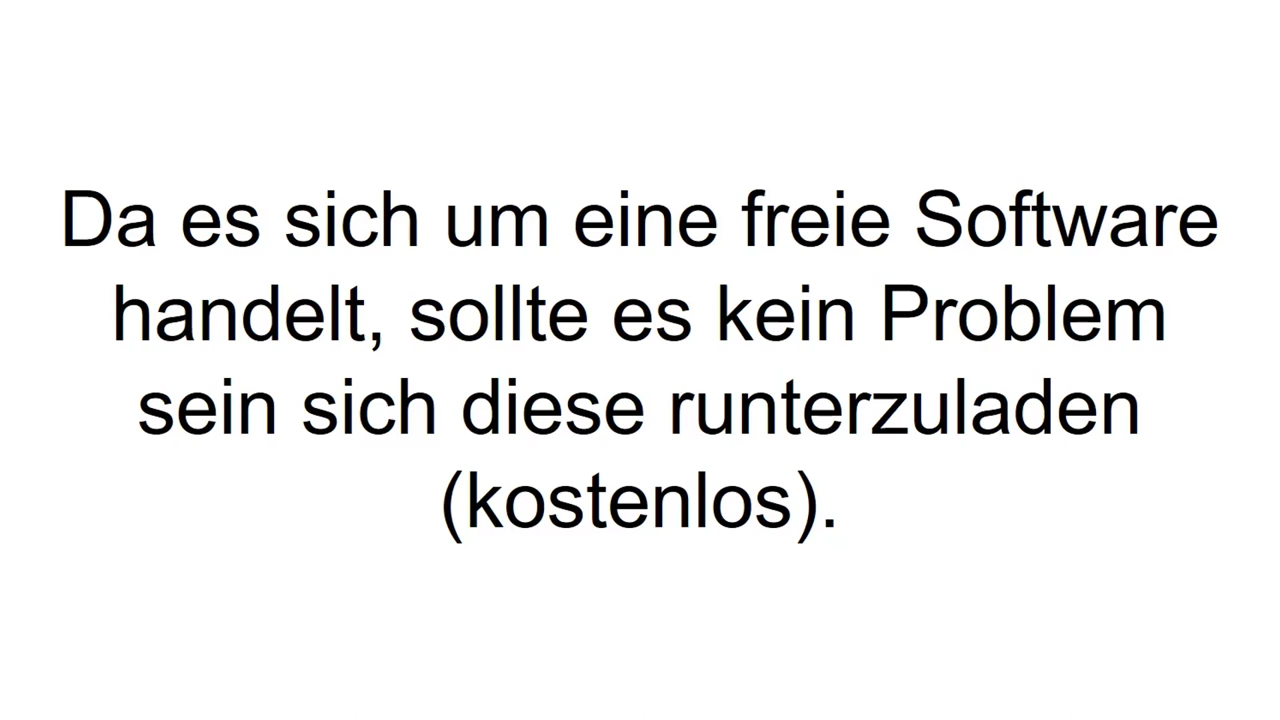 Da es sich um eine freie Software
handelt, sollte es kein Problem
sein sich diese runterzuladen
(kostenlos).